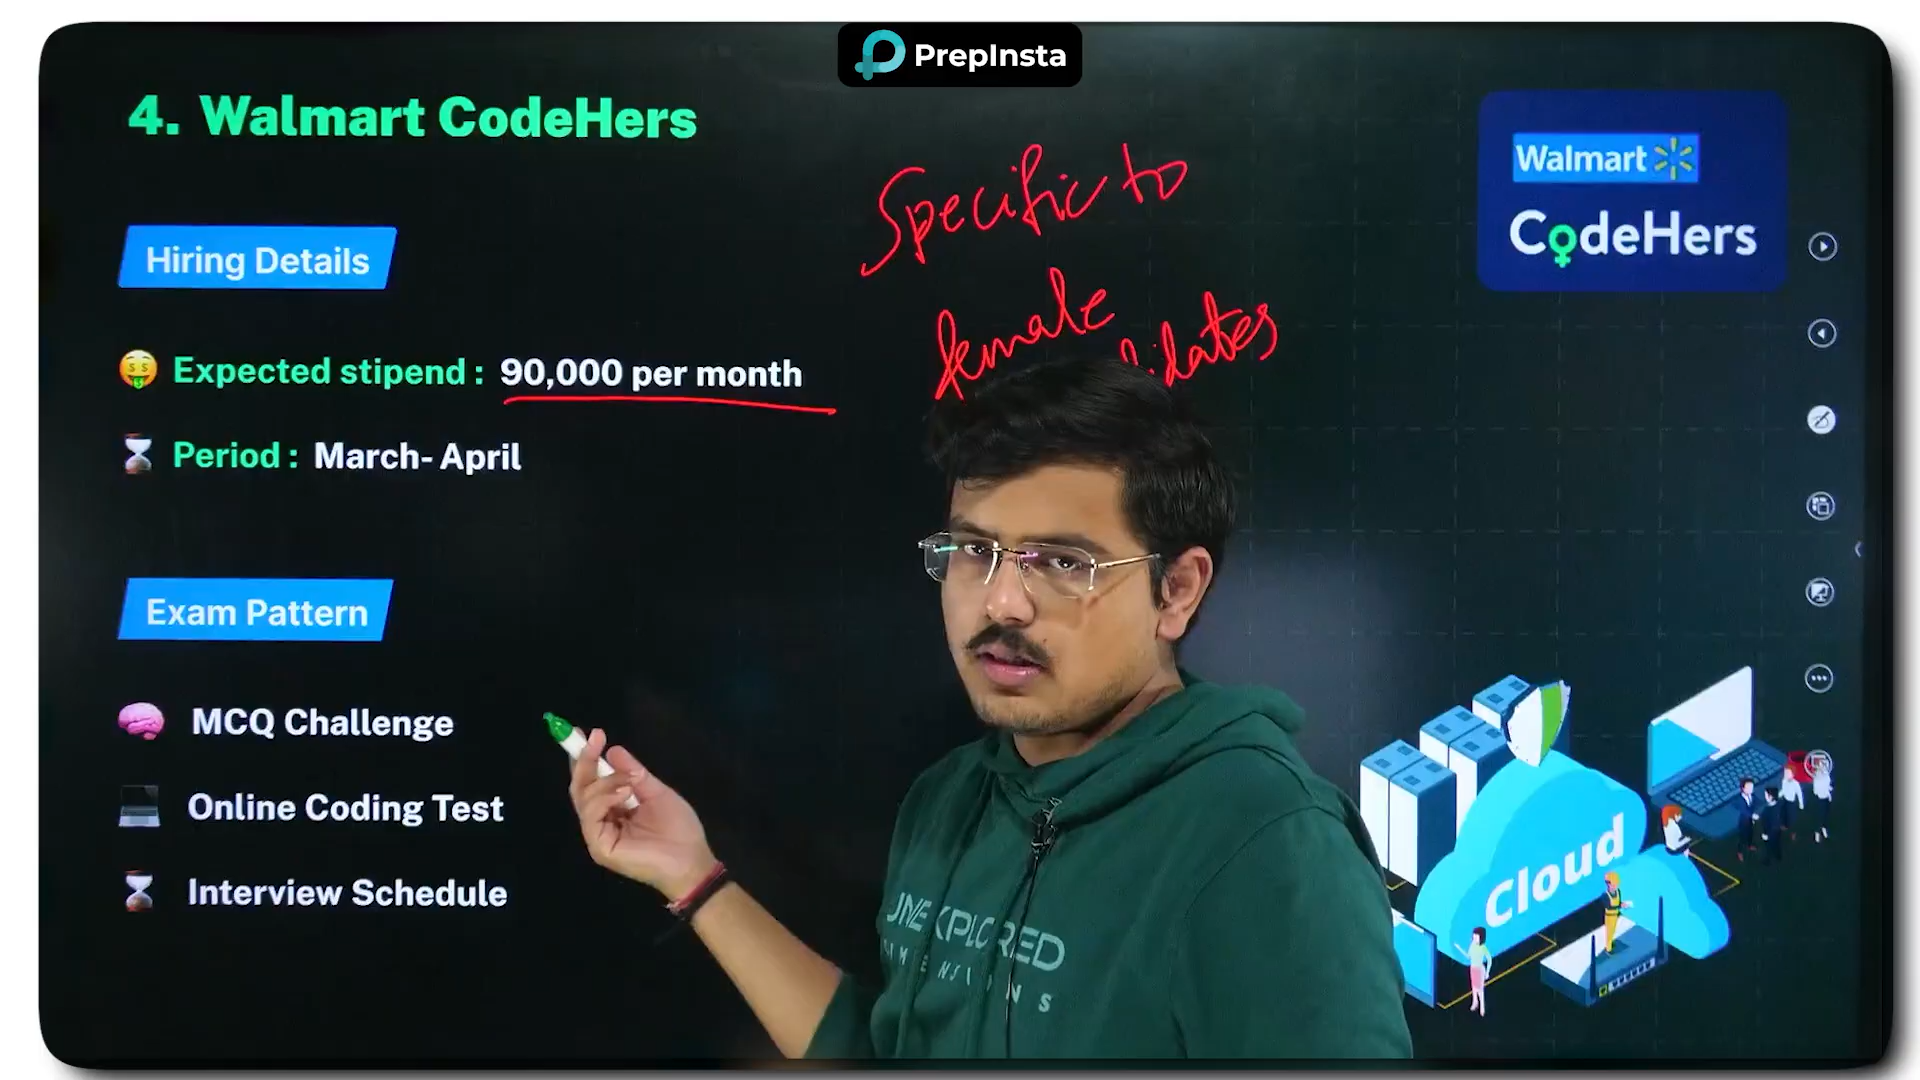 PrepInsta
4. Walmart CodeHers
Specific to
female
Walmart
CodeHers
Hiring Details
Expected stipend : 90,000 per month
Period : March- April
Exam Pattern
MCQ Challenge
Online Coding Test
Interview Schedule
Cloud